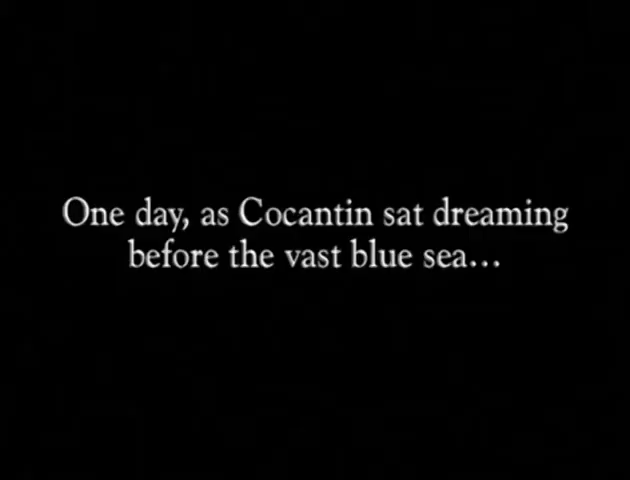 One day, as Cocantin sat dreaming
before the vast blue sea...